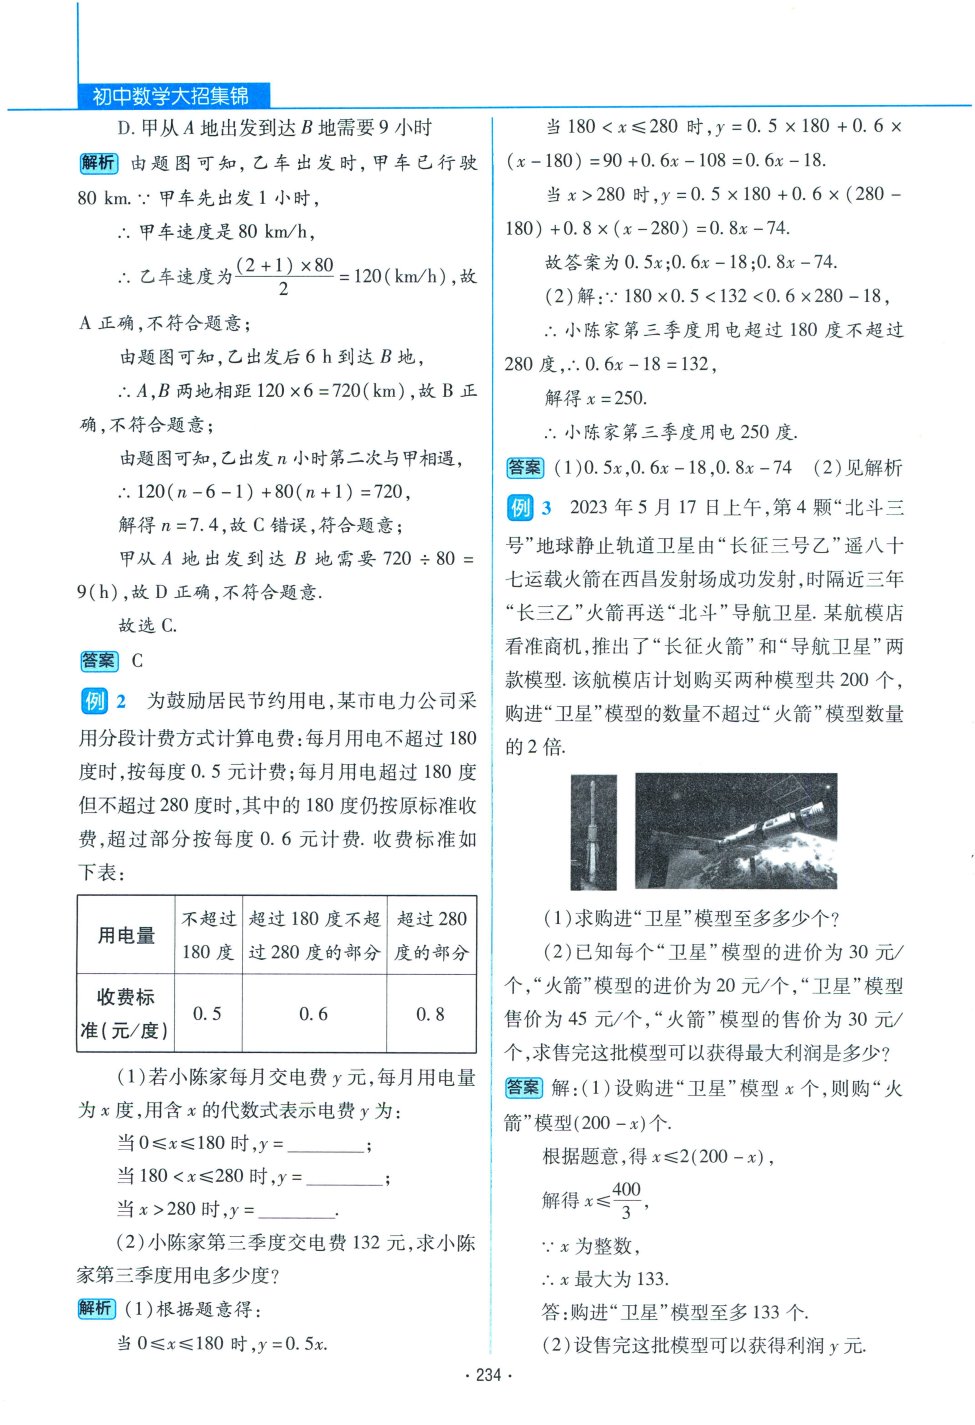 初中数学大招集锦
D. 甲从 A 地出发到达 B 地需要 9 小时
解析 由题图可知,乙车出发时,甲车已行驶
80 km. ∵ 甲车先出发 1 小时,
∴ 甲车速度是 80 km/h,
∴ 乙车速度为 (2+1)×80/2 = 120(km/h),故
A 正确,不符合题意;
由题图可知,乙出发后 6 h 到达 B 地,
∴ A,B 两地相距 120×6=720(km),故 B 正
确,不符合题意;
由题图可知,乙出发 n 小时第二次与甲相遇,
∴ 120(n-6-1)+80(n+1)=720,
解得 n=7.4,故 C 错误,符合题意;
甲从 A 地出发到达 B 地需要 720÷80=
9(h),故 D 正确,不符合题意.
故选 C.
答案 C
例 2 为鼓励居民节约用电,某市电力公司采
用分段计费方式计算电费:每月用电不超过 180
度时,按每度 0.5 元计费;每月用电超过 180 度
但不超过 280 度时,其中的 180 度仍按原标准收
费,超过部分按每度 0.6 元计费. 收费标准如
下表:
用电量 不超过180 度 超过 180 度不超过 280 度的部分 超过 280度的部分
收费标准(元/度) 0.5 0.6 0.8
(1)若小陈家每月交电费 y 元,每月用电量
为 x 度,用含 x 的代数式表示电费 y 为:
当 0≤x≤180 时,y=________;
当 180<x≤280 时,y=________;
当 x>280 时,y=________.
(2)小陈家第三季度交电费 132 元,求小陈
家第三季度用电多少度?
解析 (1)根据题意得:
当 0≤x≤180 时,y=0.5x.
当 180<x≤280 时,y=0.5×180+0.6×
(x-180)=90+0.6x-108=0.6x-18.
当 x>280 时,y=0.5×180+0.6×(280-
180)+0.8×(x-280)=0.8x-74.
故答案为 0.5x;0.6x-18;0.8x-74.
(2)解:∵ 180×0.5<132<0.6×280-18,
∴ 小陈家第三季度用电超过 180 度不超过
280 度,∴ 0.6x-18=132,
解得 x=250.
∴ 小陈家第三季度用电 250 度.
答案 (1)0.5x,0.6x-18,0.8x-74 (2)见解析
例 3 2023 年 5 月 17 日上午,第 4 颗“北斗三
号”地球静止轨道卫星由“长征三号乙”遥八十
七运载火箭在西昌发射场成功发射,时隔近三年
“长三乙”火箭再送“北斗”导航卫星. 某航模店
看准商机,推出了“长征火箭”和“导航卫星”两
款模型. 该航模店计划购买两种模型共 200 个,
购进“卫星”模型的数量不超过“火箭”模型数量
的 2 倍.
(1)求购进“卫星”模型至多多少个?
(2)已知每个“卫星”模型的进价为 30 元/
个,“火箭”模型的进价为 20 元/个,“卫星”模型
售价为 45 元/个,“火箭”模型的售价为 30 元/
个,求售完这批模型可以获得最大利润是多少?
答案 解:(1)设购进“卫星”模型 x 个,则购“火
箭”模型(200-x)个.
根据题意,得 x≤2(200-x),
解得 x≤400/3,
∵ x 为整数,
∴ x 最大为 133.
答:购进“卫星”模型至多 133 个.
(2)设售完这批模型可以获得利润 y 元.
· 234 ·